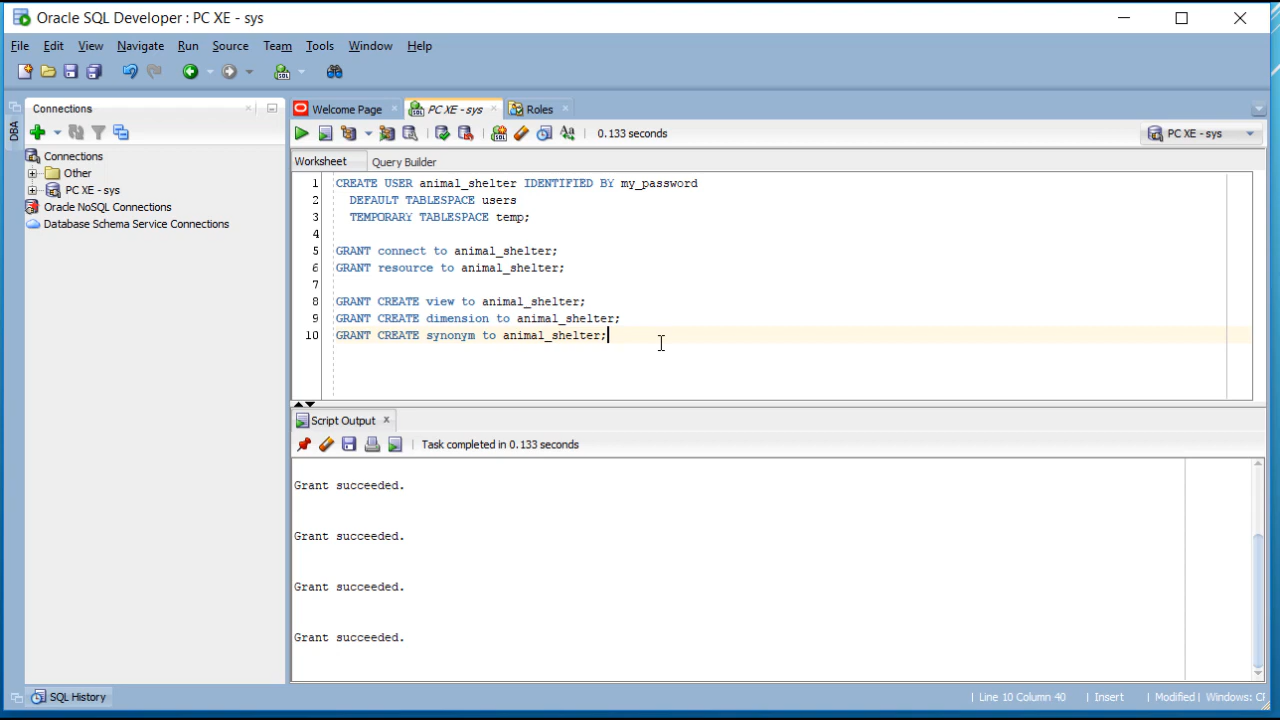 Oracle SQL Developer : PC XE - sys
File Edit View Navigate Run Source Team Tools Window Help
Connections
DBA
Connections
Other
PC XE - sys
Oracle NoSQL Connections
Database Schema Service Connections
Welcome Page PC XE - sys Roles
0.133 seconds PC XE - sys
Worksheet Query Builder
1 CREATE USER animal_shelter IDENTIFIED BY my_password
2 DEFAULT TABLESPACE users
3 TEMPORARY TABLESPACE temp;
4
5 GRANT connect to animal_shelter;
6 GRANT resource to animal_shelter;
7
8 GRANT CREATE view to animal_shelter;
9 GRANT CREATE dimension to animal_shelter;
10 GRANT CREATE synonym to animal_shelter;
Script Output
Task completed in 0.133 seconds
Grant succeeded.
Grant succeeded.
Grant succeeded.
Grant succeeded.
SQL History
Line 10 Column 40 Insert Modified Windows: